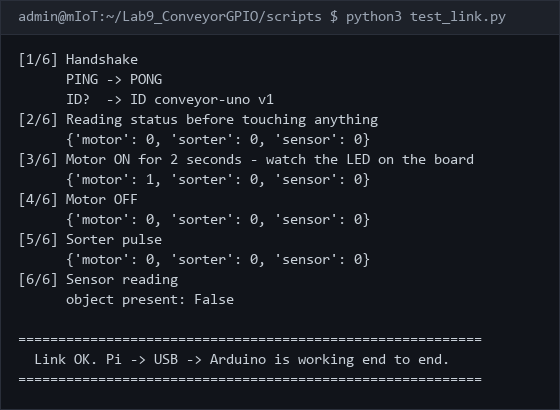 admin@mIoT:~/Lab9_ConveyorGPIO/scripts $ python3 test_link.py
[1/6] Handshake
PING -> PONG
ID?  -> ID conveyor-uno v1
[2/6] Reading status before touching anything
{'motor': 0, 'sorter': 0, 'sensor': 0}
[3/6] Motor ON for 2 seconds - watch the LED on the board
{'motor': 1, 'sorter': 0, 'sensor': 0}
[4/6] Motor OFF
{'motor': 0, 'sorter': 0, 'sensor': 0}
[5/6] Sorter pulse
{'motor': 0, 'sorter': 0, 'sensor': 0}
[6/6] Sensor reading
object present: False
==========================================================
Link OK. Pi -> USB -> Arduino is working end to end.
==========================================================